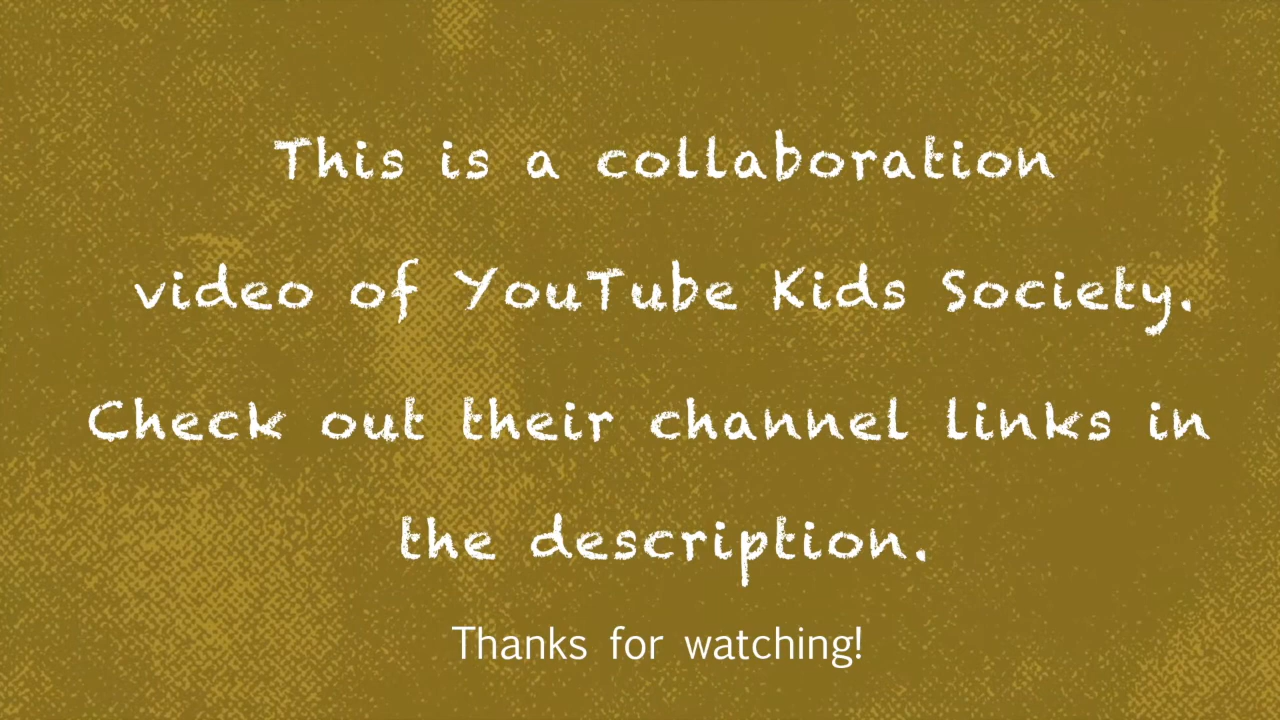 This is a collaboration
video of YouTube Kids Society.
Check out their channel links in
the description.
Thanks for watching!